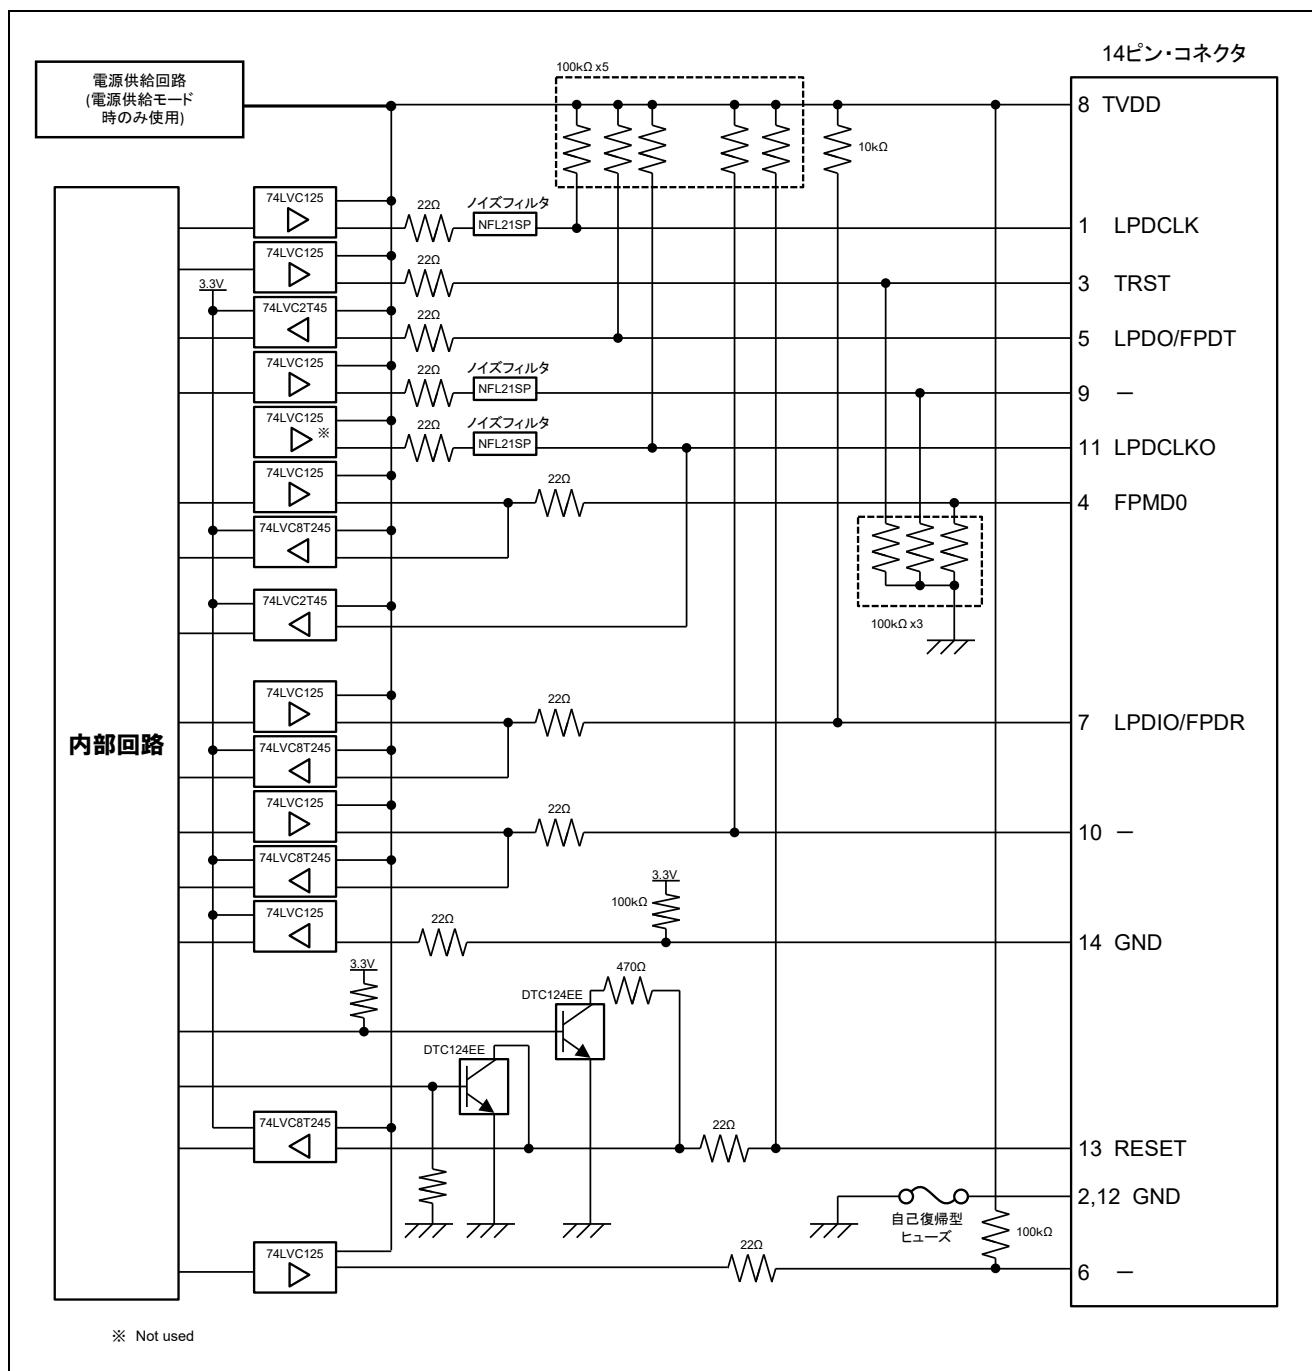 14ピン・コネクタ
電源供給回路
(電源供給モード
時のみ使用)
100kΩ x5
8 TVDD
10kΩ
74LVC125
22Ω
ノイズフィルタ
NFL21SP
1 LPDCLK
74LVC125
22Ω
3 TRST
3.3V
74LVC2T45
22Ω
5 LPDO/FPDT
74LVC125
22Ω
ノイズフィルタ
NFL21SP
9 －
74LVC125
※
22Ω
ノイズフィルタ
NFL21SP
11 LPDCLKO
74LVC125
22Ω
4 FPMD0
74LVC8T245
74LVC2T45
100kΩ x3
74LVC125
22Ω
7 LPDIO/FPDR
内部回路
74LVC8T245
74LVC125
22Ω
10 －
74LVC8T245
3.3V
100kΩ
74LVC125
22Ω
14 GND
3.3V
470Ω
DTC124EE
DTC124EE
74LVC8T245
22Ω
13 RESET
2,12 GND
自己復帰型
ヒューズ
100kΩ
74LVC125
22Ω
6 －
※ Not used